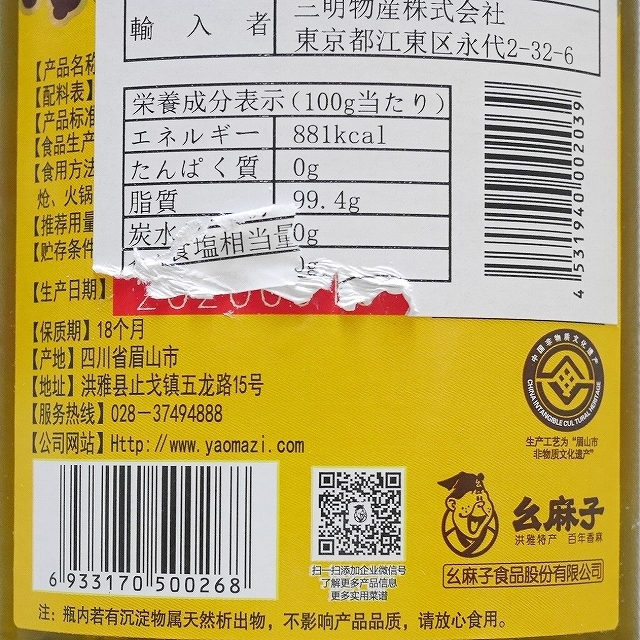 輸入者
三明物産株式会社
東京都江東区永代2-32-6
栄養成分表示(100g当たり)
エネルギー 881kcal
たんぱく質 0g
脂質 99.4g
炭水 0g
食塩相当量 0g
4531940002039
【产品名称
【配料表】
【产品标准
【食品生产
【食用方法
炝、火锅
【推荐用量
【贮存条件
【生产日期】
【保质期】18个月
【产地】四川省眉山市
【地址】洪雅县止戈镇五龙路15号
【服务热线】028-37494888
【公司网站】Http://www.yaomazi.com
中国非物质文化遗产
CHINA INTANGIBLE CULTURAL HERITAGE
生产工艺为"眉山市
非物质文化遗产"
6 933170 500268
扫一扫添加企业微信号
了解更多产品信息
更多实用菜谱
幺麻子
洪雅特产 百年香麻
幺麻子食品股份有限公司
注：瓶内若有沉淀物属天然析出物，不影响产品品质，请放心食用。